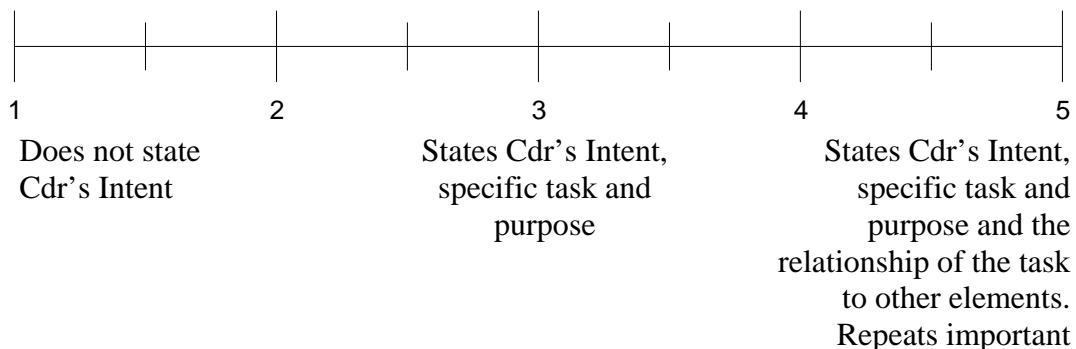 1 2 3 4 5
Does not state
Cdr’s Intent
States Cdr’s Intent,
specific task and
purpose
States Cdr’s Intent,
specific task and
purpose and the
relationship of the task
to other elements.
Repeats important